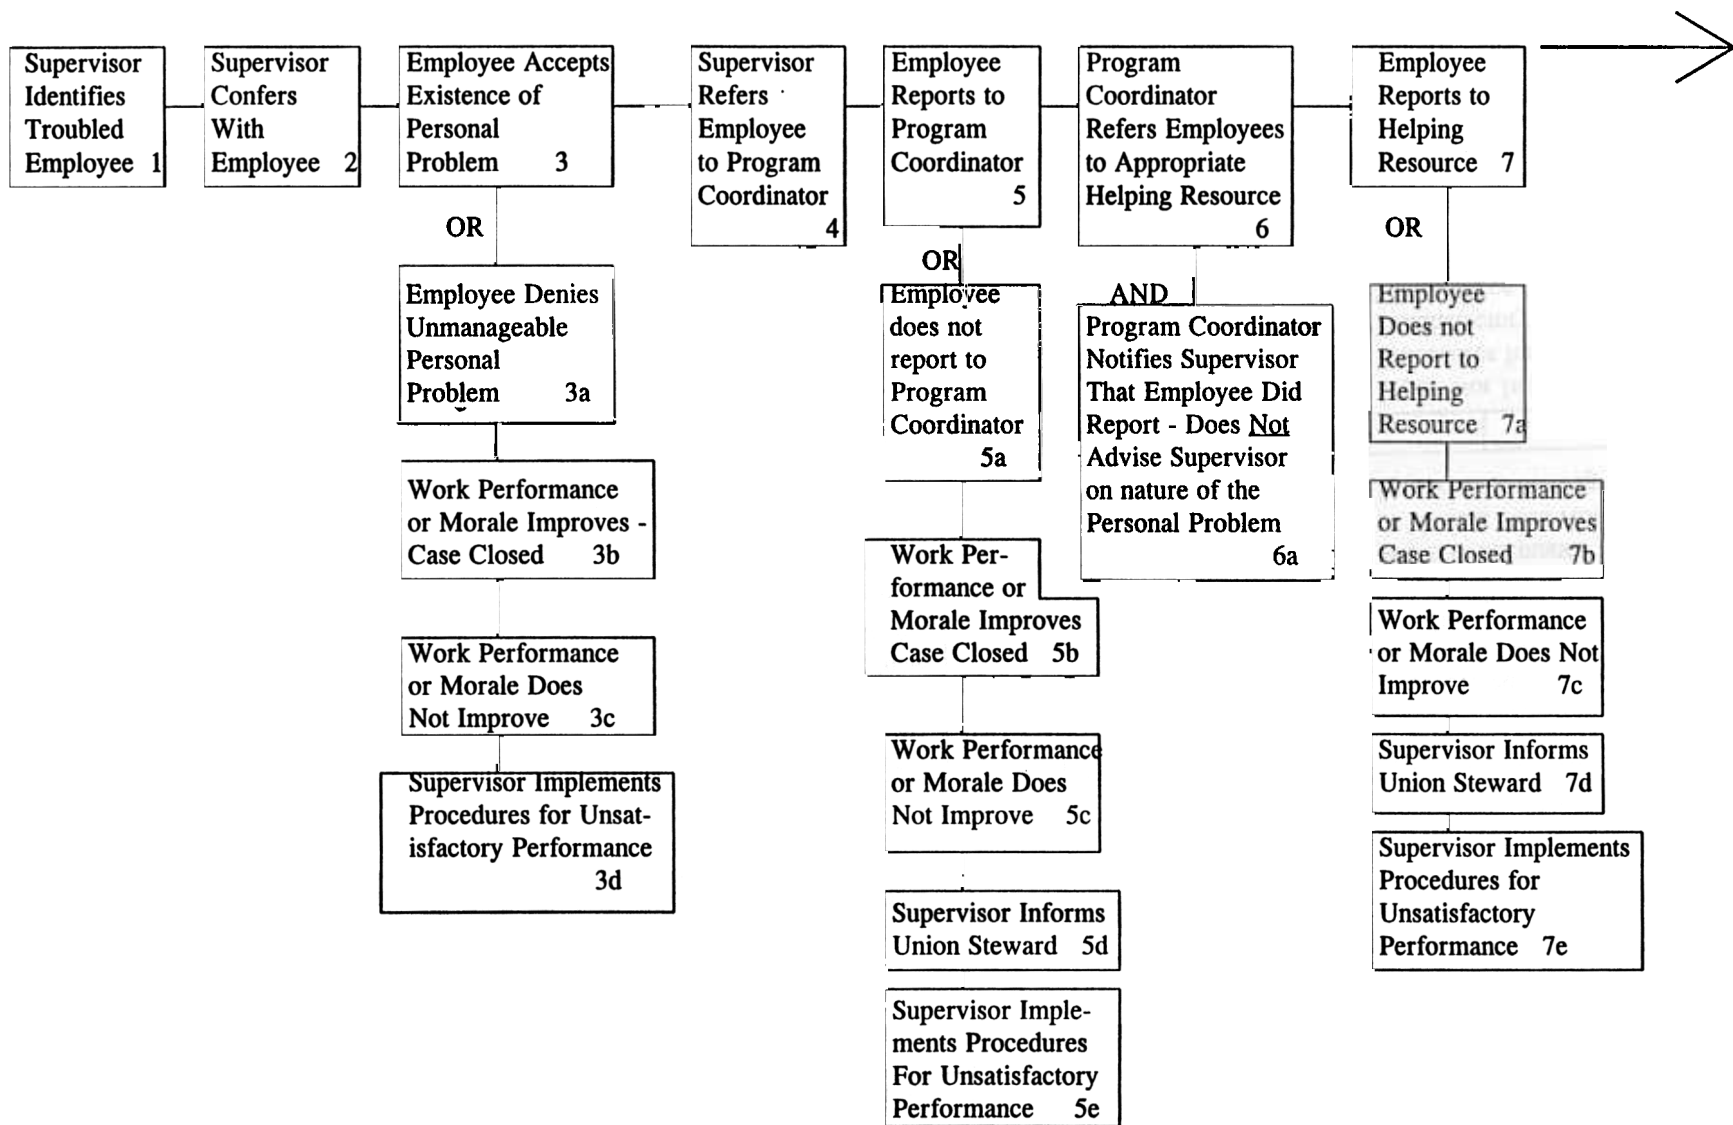 Supervisor
Identifies
Troubled
Employee 1
Supervisor
Confers
With
Employee 2
Employee Accepts
Existence of
Personal
Problem 3
OR
Employee Denies
Unmanageable
Personal
Problem 3a
Work Performance
or Morale Improves -
Case Closed 3b
Work Performance
or Morale Does
Not Improve 3c
Supervisor Implements
Procedures for Unsat-
isfactory Performance
3d
Supervisor
Refers
Employee
to Program
Coordinator
4
Employee
Reports to
Program
Coordinator
5
OR
Employee
does not
report to
Program
Coordinator
5a
Work Per-
formance or
Morale Improves
Case Closed 5b
Work Performance
or Morale Does
Not Improve 5c
Supervisor Informs
Union Steward 5d
Supervisor Imple-
ments Procedures
For Unsatisfactory
Performance 5e
Program
Coordinator
Refers Employees
to Appropriate
Helping Resource
6
AND
Program Coordinator
Notifies Supervisor
That Employee Did
Report - Does Not
Advise Supervisor
on nature of the
Personal Problem
6a
Employee
Reports to
Helping
Resource 7
OR
Employee
Does not
Report to
Helping
Resource 7a
Work Performance
or Morale Improves
Case Closed 7b
Work Performance
or Morale Does Not
Improve 7c
Supervisor Informs
Union Steward 7d
Supervisor Implements
Procedures for
Unsatisfactory
Performance 7e